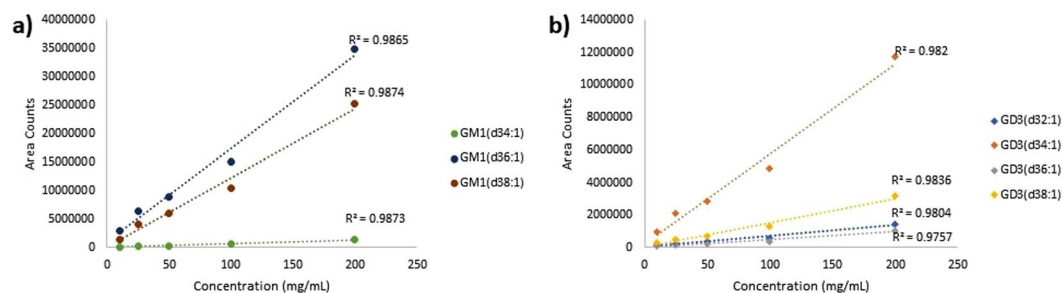 a)
40000000
35000000
30000000
25000000
20000000
15000000
10000000
5000000
0
Area Counts
0
50
100
150
200
250
Concentration (mg/mL)
R² = 0.9865
R² = 0.9874
R² = 0.9873
GM1(d34:1)
GM1(d36:1)
GM1(d38:1)
b)
14000000
12000000
10000000
8000000
6000000
4000000
2000000
0
Area Counts
0
50
100
150
200
250
Concentration (mg/mL)
R² = 0.982
R² = 0.9836
R² = 0.9804
R² = 0.9757
GD3(d32:1)
GD3(d34:1)
GD3(d36:1)
GD3(d38:1)